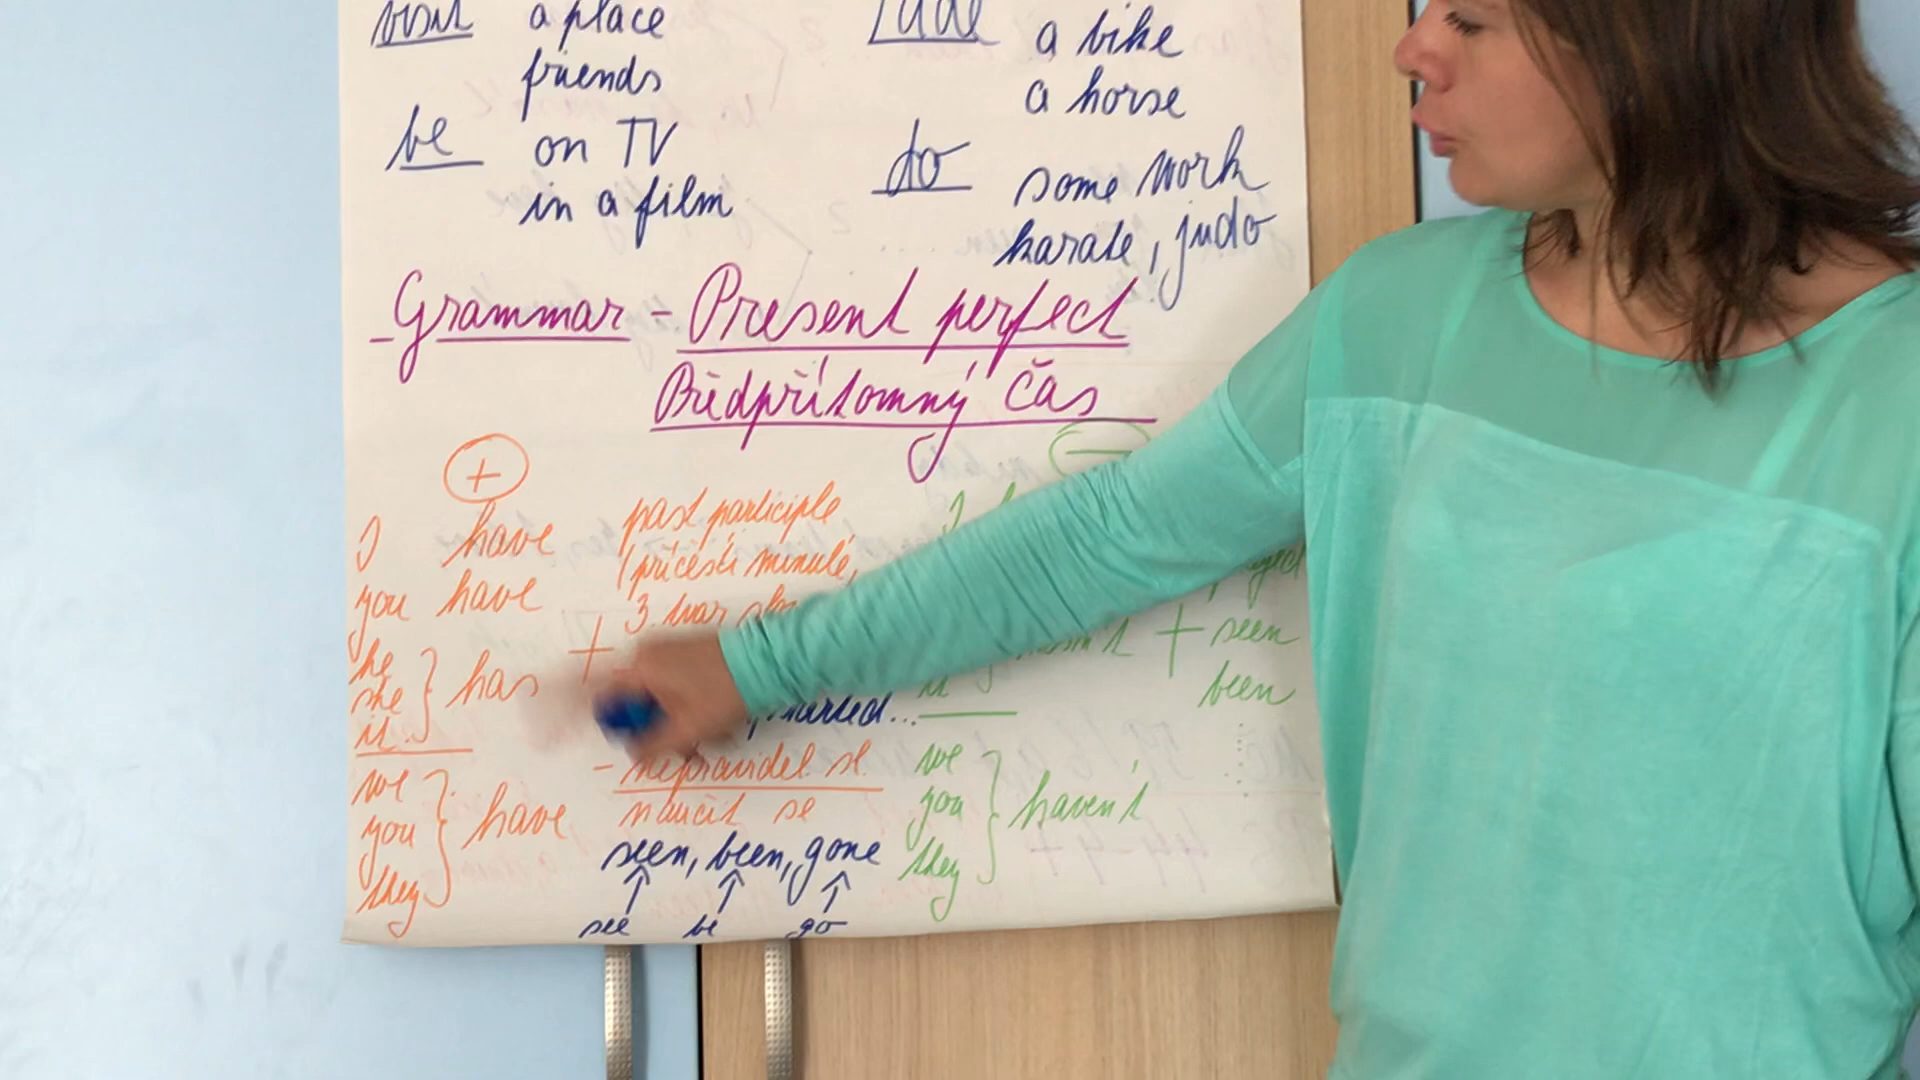 visit a place
friends
be on TV
in a film
a bike
a horse
do some work
karate, judo
Grammar - Present perfect
Předpřítomný čas
+
I have
you have
he
she
it
has
we
you
they
have
+
past participle
(příčestí minulé,
3. tvar
- nepravidel. sl.
naučit se
seen, been, gone
see be go
−
I
it
+ seen
been
we
you
they
haven't